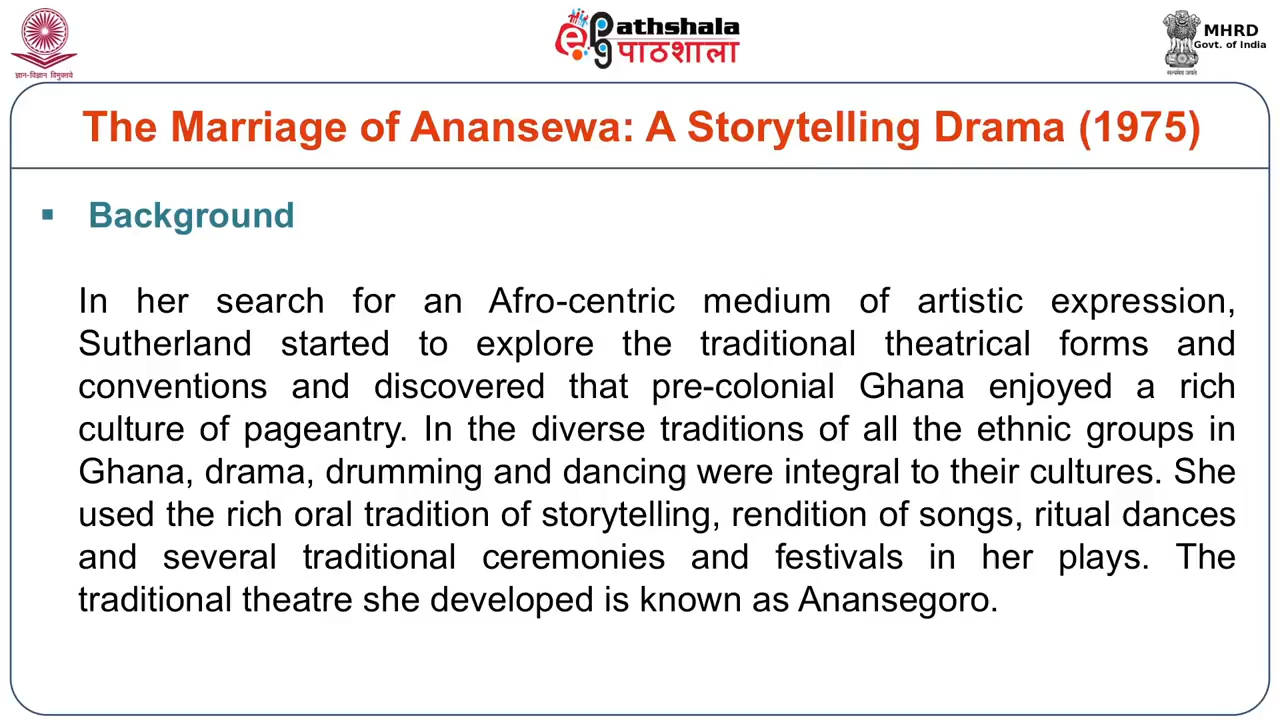 ज्ञान-विज्ञान विमुक्तये
ePathshala
पाठशाला
MHRD
Govt. of India
सत्यमेव जयते
The Marriage of Anansewa: A Storytelling Drama (1975)
▪ Background
In her search for an Afro-centric medium of artistic expression,
Sutherland started to explore the traditional theatrical forms and
conventions and discovered that pre-colonial Ghana enjoyed a rich
culture of pageantry. In the diverse traditions of all the ethnic groups in
Ghana, drama, drumming and dancing were integral to their cultures. She
used the rich oral tradition of storytelling, rendition of songs, ritual dances
and several traditional ceremonies and festivals in her plays. The
traditional theatre she developed is known as Anansegoro.